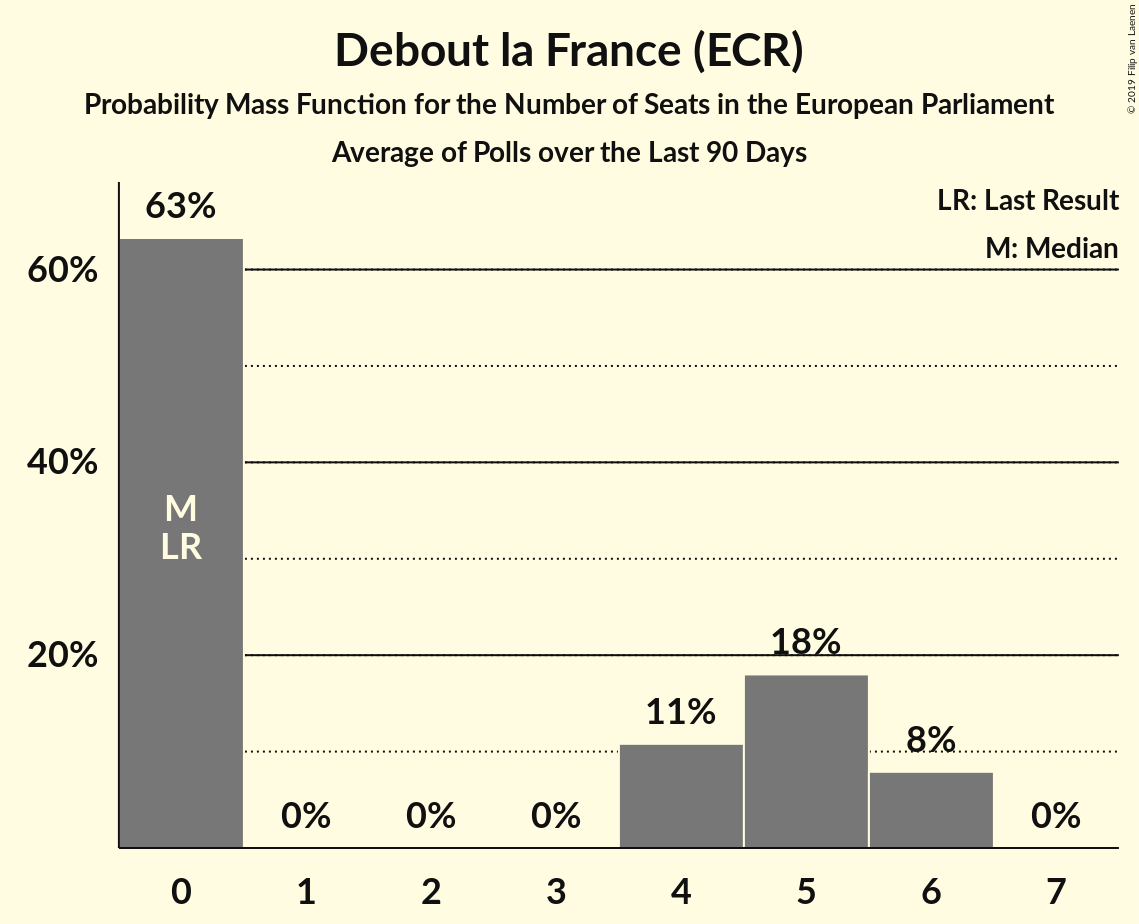 Debout la France (ECR)
Probability Mass Function for the Number of Seats in the European Parliament
Average of Polls over the Last 90 Days
© 2019 Filip van Laenen
LR: Last Result
M: Median
63%
60%
40%
M
LR
20%
18%
11%
8%
0%
0%
0%
0%
0
1
2
3
4
5
6
7